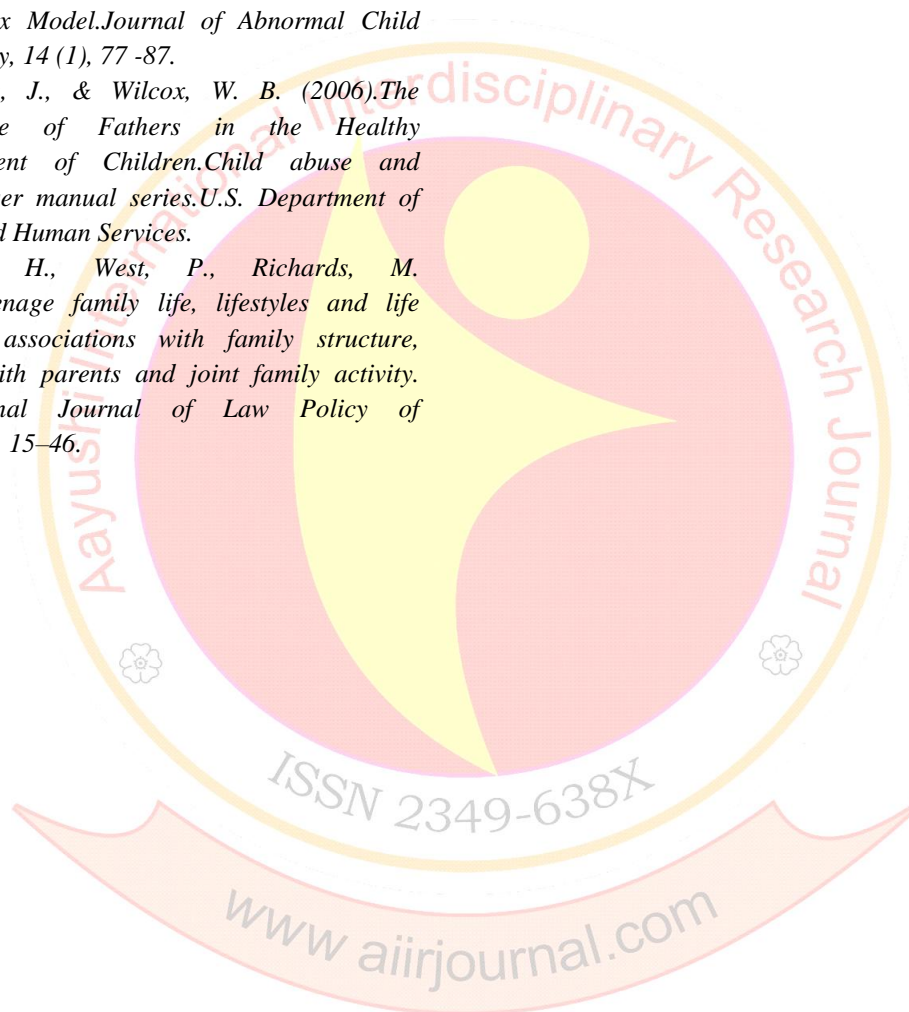 x Model.Journal of Abnormal Child
y, 14 (1), 77 -87.
, J., & Wilcox, W. B. (2006).The
e of Fathers in the Healthy
ent of Children.Child abuse and
er manual series.U.S. Department of
d Human Services.
H., West, P., Richards, M.
enage family life, lifestyles and life
associations with family structure,
ith parents and joint family activity.
nal Journal of Law Policy of
15–46.
Aayushi International Interdisciplinary Research Journal
ISSN 2349-638X
www aiirjournal.com